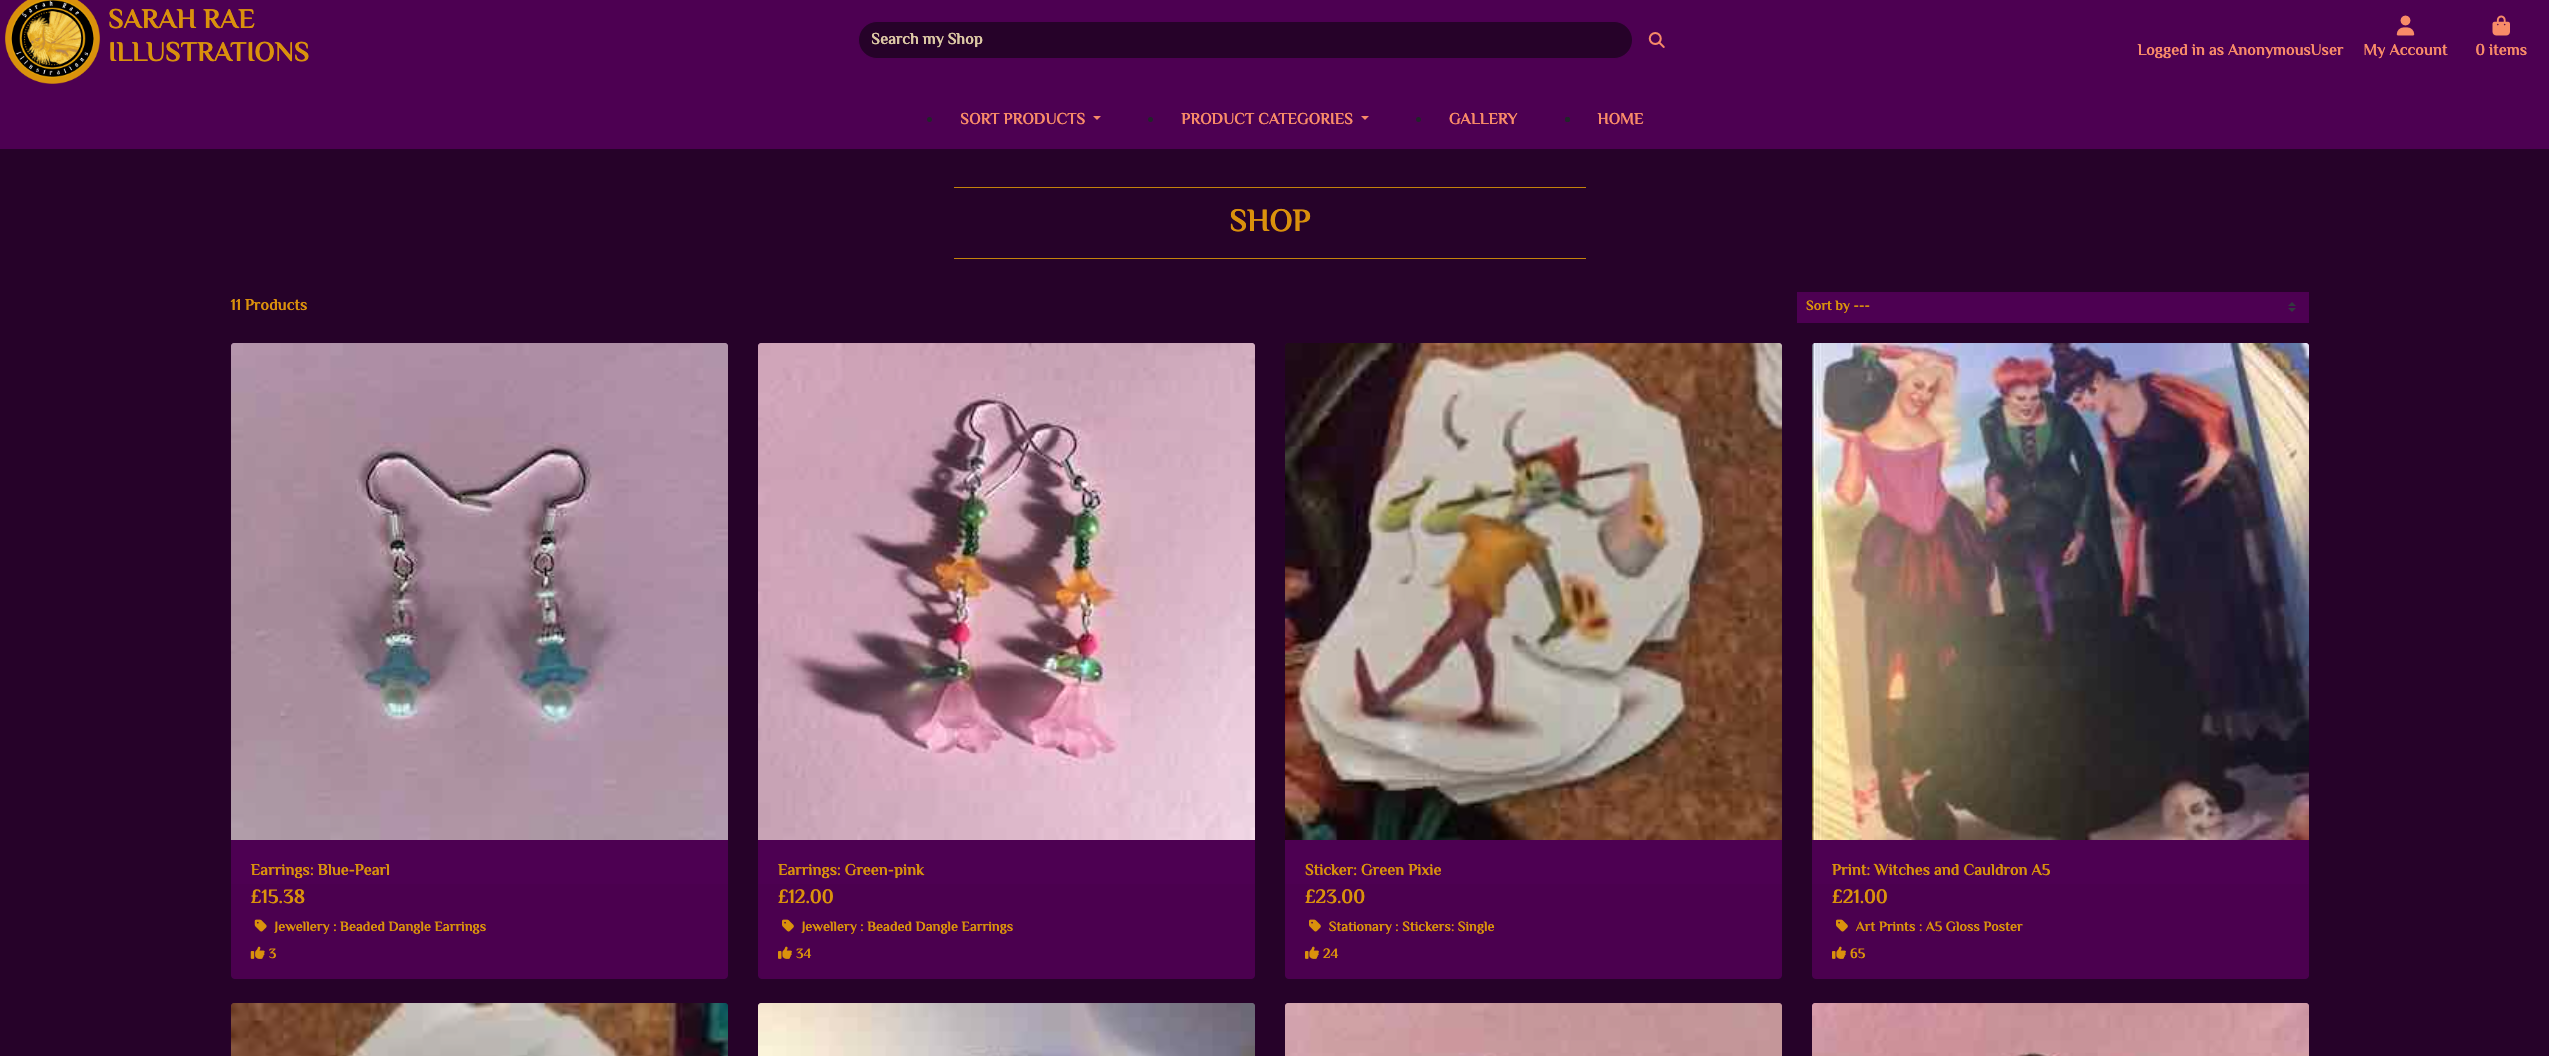 Sarah Rae
Illustrations
SARAH RAE
ILLUSTRATIONS
Search my Shop
Logged in as AnonymousUser
My Account
0 items
SORT PRODUCTS
PRODUCT CATEGORIES
GALLERY
HOME
SHOP
11 Products
Sort by ---
Earrings: Blue-Pearl
£15.38
Jewellery : Beaded Dangle Earrings
3
Earrings: Green-pink
£12.00
Jewellery : Beaded Dangle Earrings
34
Sticker: Green Pixie
£23.00
Stationary : Stickers: Single
24
Print: Witches and Cauldron A5
£21.00
Art Prints : A5 Gloss Poster
65